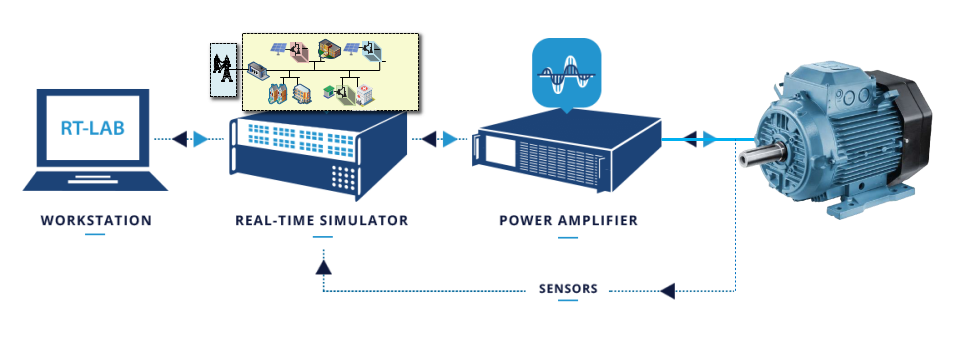 RT-LAB
WORKSTATION
REAL-TIME SIMULATOR
POWER AMPLIFIER
SENSORS